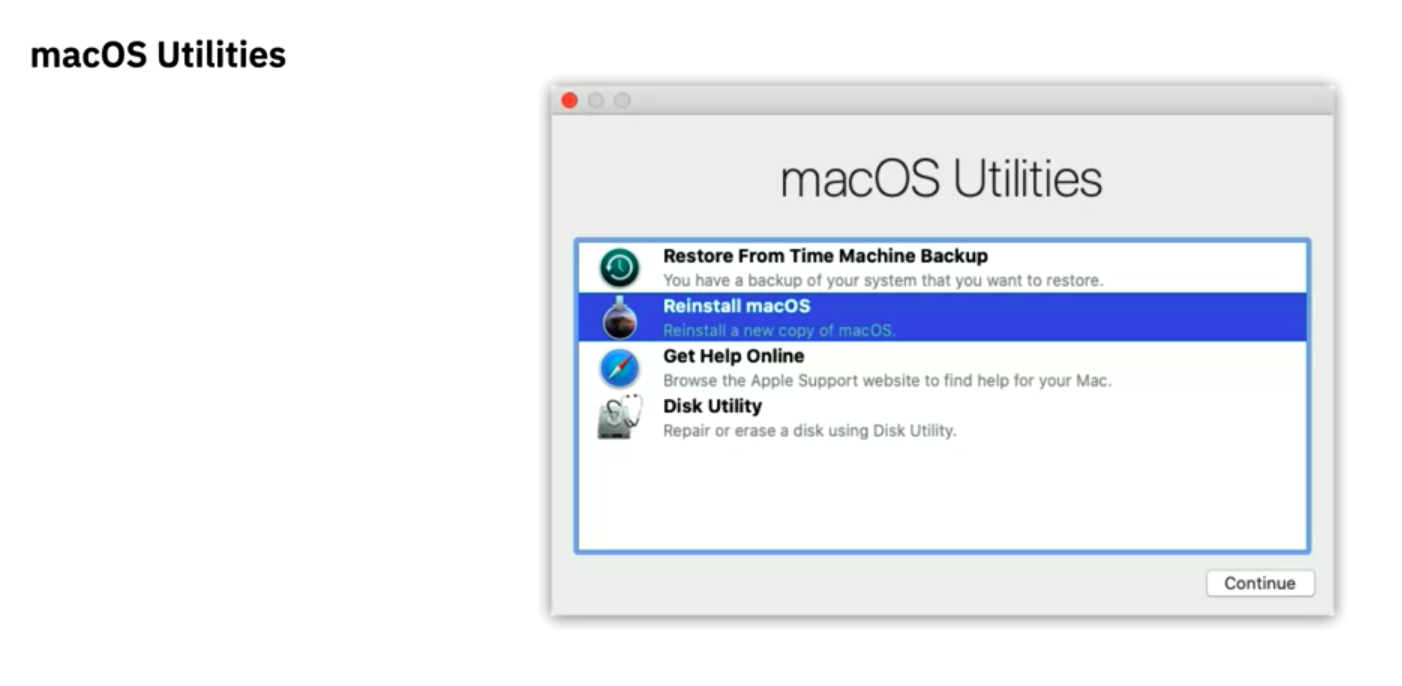 macOS Utilities
macOS Utilities
Restore From Time Machine Backup
You have a backup of your system that you want to restore.
Reinstall macOS
Reinstall a new copy of macOS.
Get Help Online
Browse the Apple Support website to find help for your Mac.
Disk Utility
Repair or erase a disk using Disk Utility.
Continue